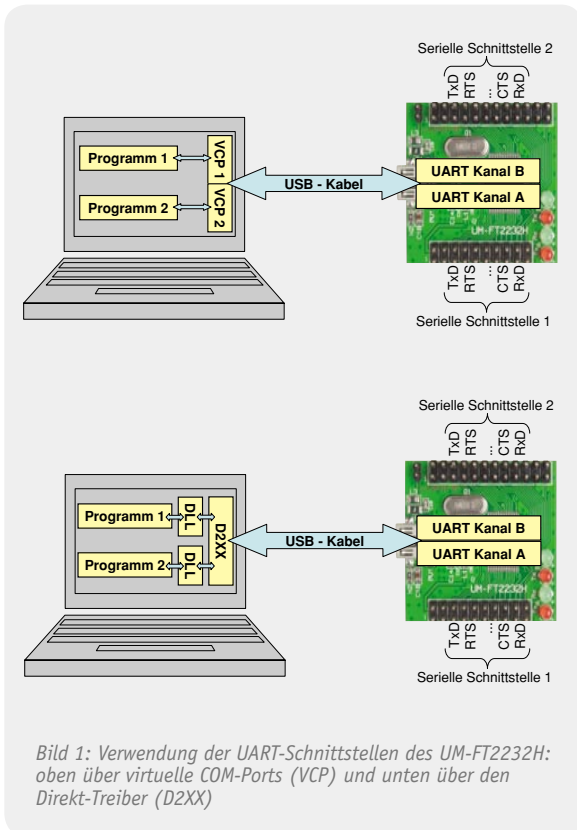 Serielle Schnittstelle 2
TxD
RTS
...
CTS
RxD
Programm 1
Programm 2
VCP 1
VCP 2
USB - Kabel
UART Kanal B
UART Kanal A
UM-FT2232H
TxD
RTS
...
CTS
RxD
Serielle Schnittstelle 1
Serielle Schnittstelle 2
TxD
RTS
...
CTS
RxD
Programm 1
Programm 2
DLL
DLL
D2XX
USB - Kabel
UART Kanal B
UART Kanal A
UM-FT2232H
TxD
RTS
...
CTS
RxD
Serielle Schnittstelle 1
Bild 1: Verwendung der UART-Schnittstellen des UM-FT2232H:
oben über virtuelle COM-Ports (VCP) und unten über den
Direkt-Treiber (D2XX)